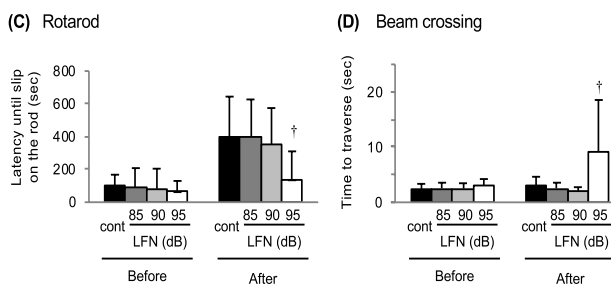 (C) Rotarod
Latency until slip
on the rod (sec)
800
600
400
200
0
†
cont
85 90 95
LFN (dB)
Before
cont
85 90 95
LFN (dB)
After
(D) Beam crossing
Time to traverse (sec)
20
10
0
†
cont
85 90 95
LFN (dB)
Before
cont
85 90 95
LFN (dB)
After